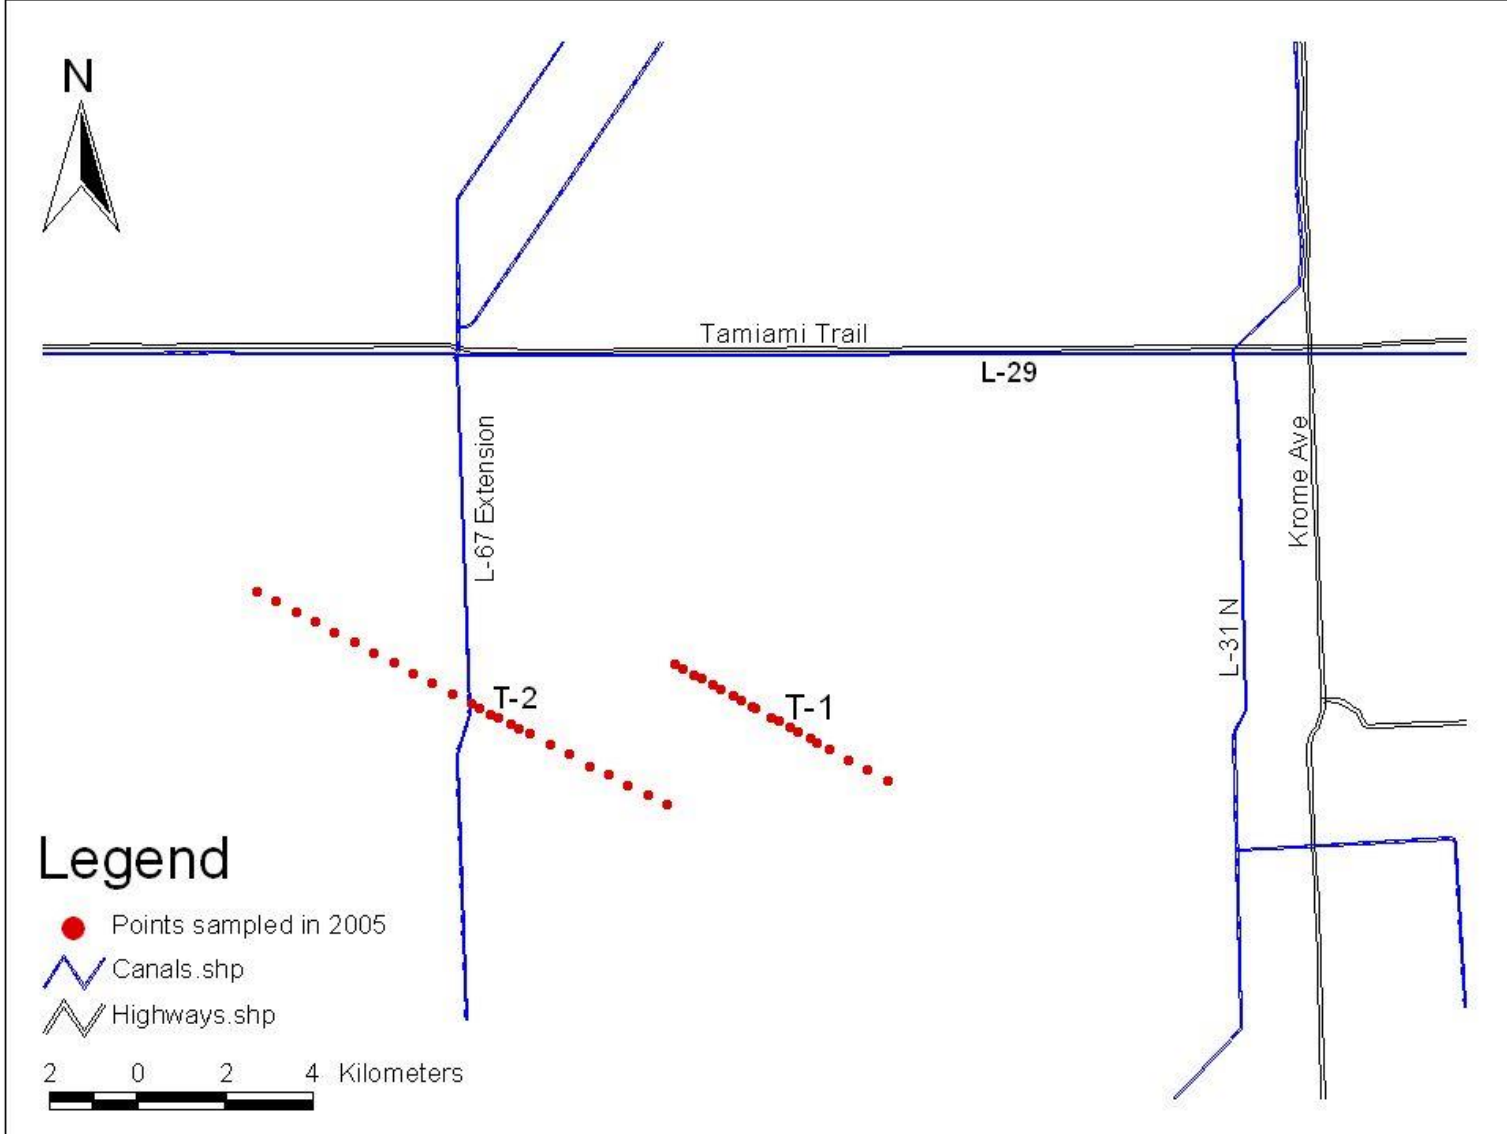 N
Tamiami Trail
L-29
L-67 Extension
Krome Ave
L-31 N
T-2
T-1
Legend
Points sampled in 2005
Canals.shp
Highways.shp
2 0 2 4 Kilometers